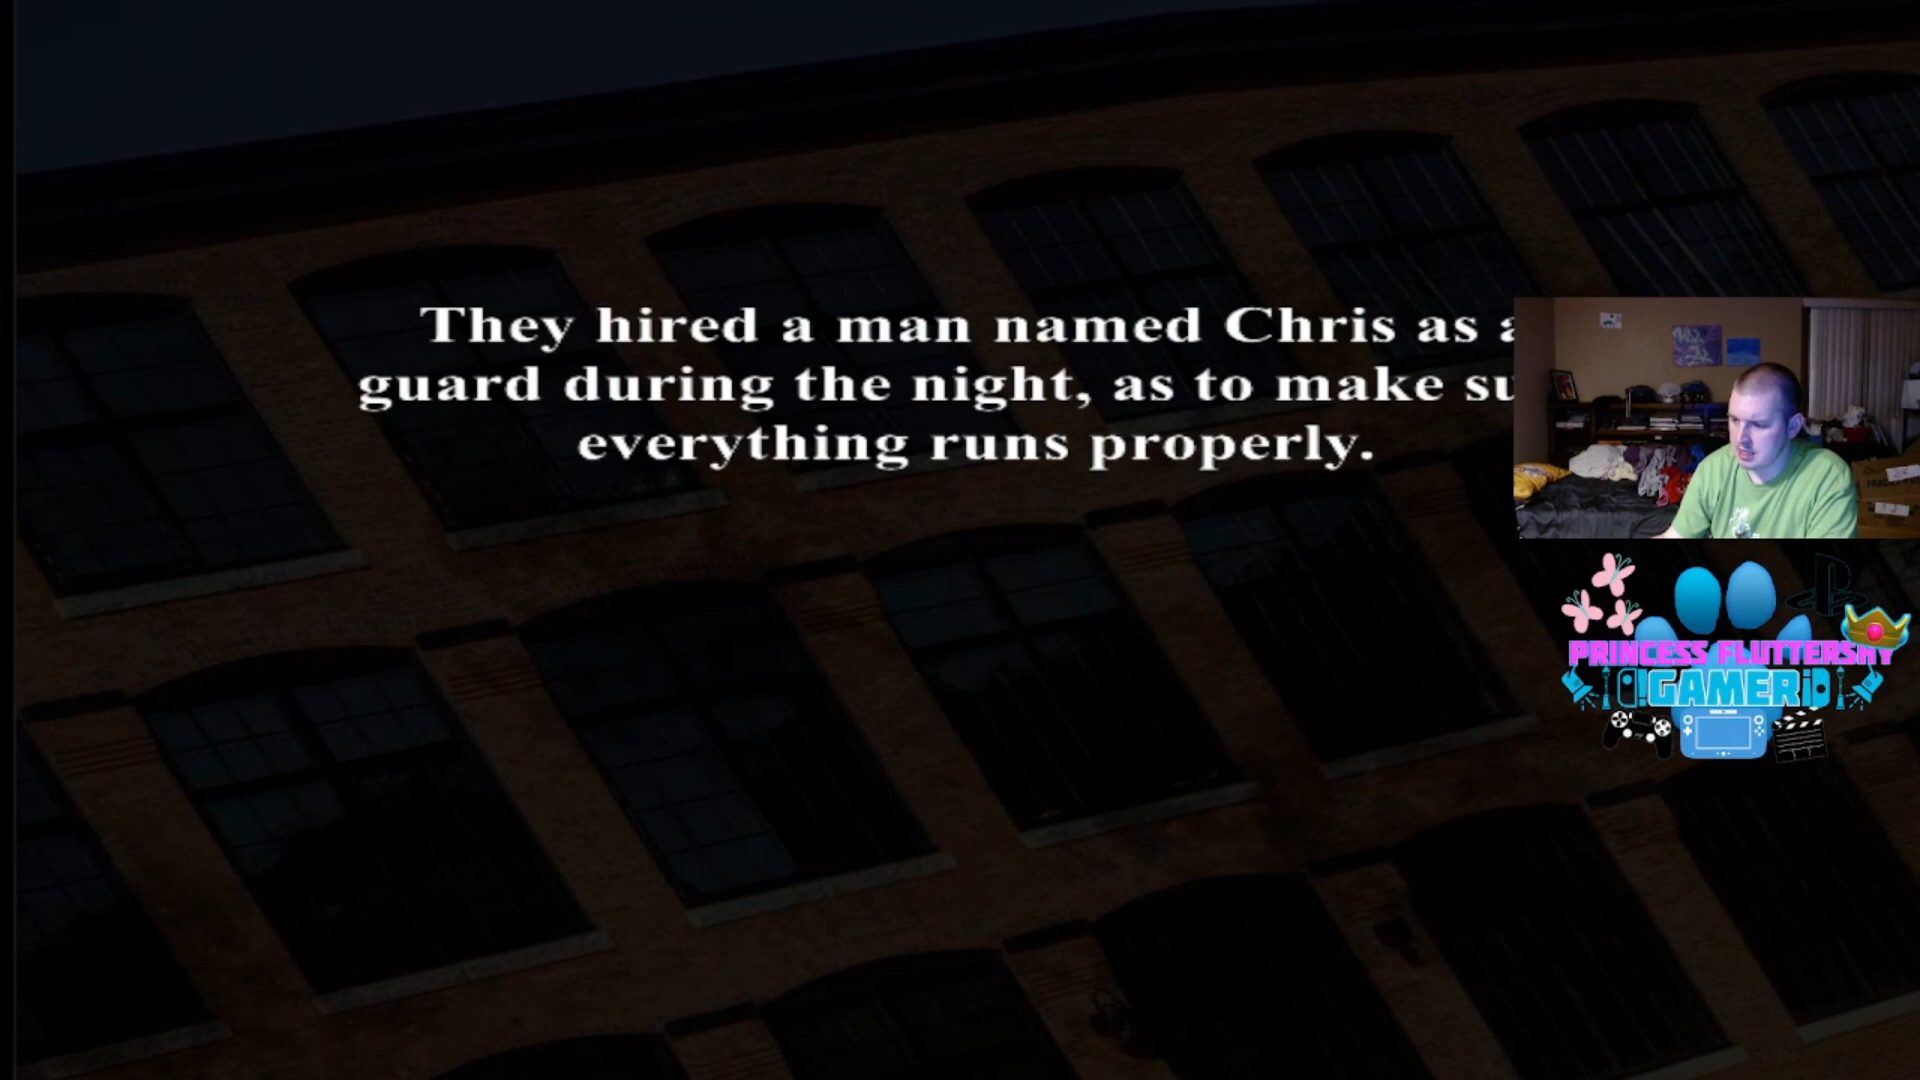 They hired a man named Chris as
guard during the night, as to make
everything runs properly.
PRINCESS FLUTTERSHY
GAMER